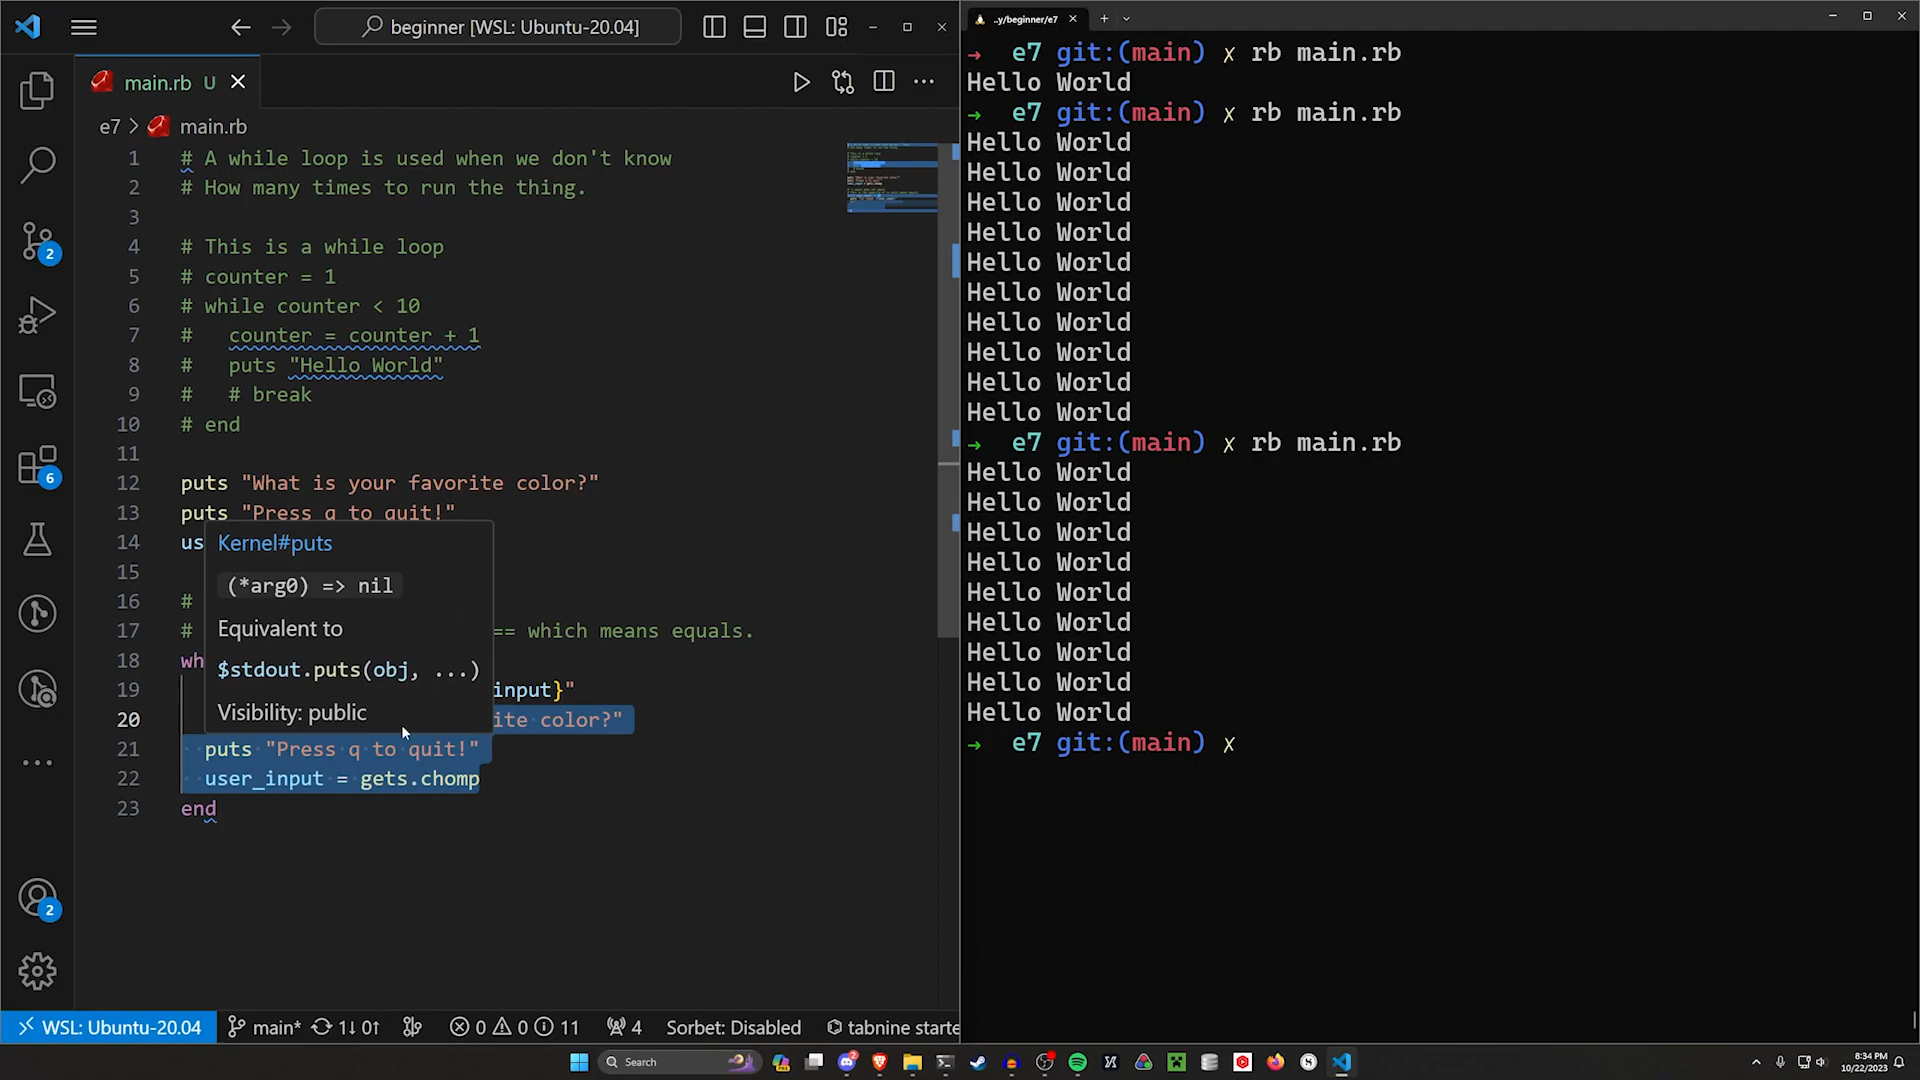 beginner [WSL: Ubuntu-20.04]
main.rb U
e7 > main.rb
1 # A while loop is used when we don't know
2 # How many times to run the thing.
3
4 # This is a while loop
5 # counter = 1
6 # while counter < 10
7 # counter = counter + 1
8 # puts "Hello World"
9 # # break
10 # end
11
12 puts "What is your favorite color?"
13 puts "Press q to quit!"
14 us
15
16 #
17 # == which means equals.
18 wh
19 input}"
20 ite color?"
21 puts "Press q to quit!"
22 user_input = gets.chomp
23 end
Kernel#puts
(*arg0) => nil
Equivalent to
$stdout.puts(obj, ...)
Visibility: public
2
6
2
WSL: Ubuntu-20.04 main* 1↓ 0↑ 0 0 11 4 Sorbet: Disabled tabnine starte
..y/beginner/e7
→ e7 git:(main) x rb main.rb
Hello World
→ e7 git:(main) x rb main.rb
Hello World
Hello World
Hello World
Hello World
Hello World
Hello World
Hello World
Hello World
Hello World
Hello World
→ e7 git:(main) x rb main.rb
Hello World
Hello World
Hello World
Hello World
Hello World
Hello World
Hello World
Hello World
Hello World
→ e7 git:(main) x
Search
8:34 PM
10/22/2023